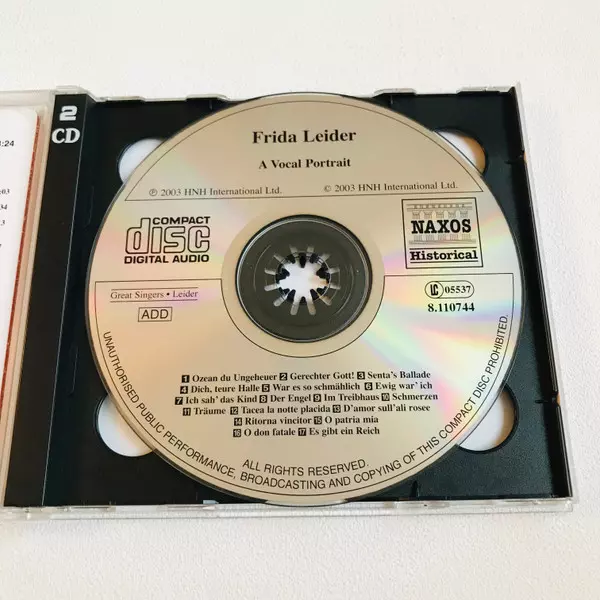 2
CD
:24
:03
34
3
Frida Leider
A Vocal Portrait
℗ 2003 HNH International Ltd.
© 2003 HNH International Ltd.
COMPACT
disc
DIGITAL AUDIO
NAXOS
Historical
Great Singers • Leider
ADD
LC 05537
8.110744
1 Ozean du Ungeheuer 2 Gerechter Gott! 3 Senta's Ballade
4 Dich, teure Halle 5 War es so schmählich 6 Ewig war' ich
7 Ich sah' das Kind 8 Der Engel 9 Im Treibhaus 10 Schmerzen
11 Träume 12 Tacea la notte placida 13 D'amor sull'ali rosee
14 Ritorna vincitor 15 O patria mia
16 O don fatale 17 Es gibt ein Reich
ALL RIGHTS RESERVED.
UNAUTHORISED PUBLIC PERFORMANCE, BROADCASTING AND COPYING OF THIS COMPACT DISC PROHIBITED.